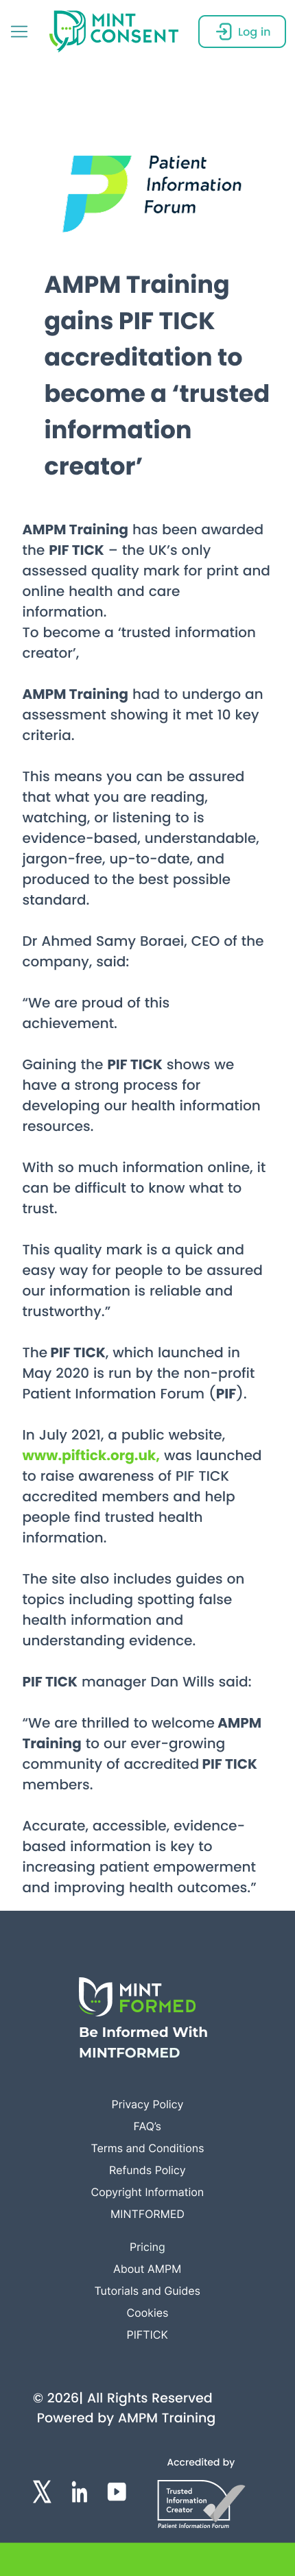 MINT
CONSENT
Log in
Patient
Information
Forum
AMPM Training
gains PIF TICK
accreditation to
become a ‘trusted
information
creator’
AMPM Training has been awarded
the PIF TICK – the UK’s only
assessed quality mark for print and
online health and care
information.
To become a ‘trusted information
creator’,
AMPM Training had to undergo an
assessment showing it met 10 key
criteria.
This means you can be assured
that what you are reading,
watching, or listening to is
evidence-based, understandable,
jargon-free, up-to-date, and
produced to the best possible
standard.
Dr Ahmed Samy Boraei, CEO of the
company, said:
“We are proud of this
achievement.
Gaining the PIF TICK shows we
have a strong process for
developing our health information
resources.
With so much information online, it
can be difficult to know what to
trust.
This quality mark is a quick and
easy way for people to be assured
our information is reliable and
trustworthy.”
The PIF TICK, which launched in
May 2020 is run by the non-profit
Patient Information Forum (PIF).
In July 2021, a public website,
www.piftick.org.uk, was launched
to raise awareness of PIF TICK
accredited members and help
people find trusted health
information.
The site also includes guides on
topics including spotting false
health information and
understanding evidence.
PIF TICK manager Dan Wills said:
“We are thrilled to welcome AMPM
Training to our ever-growing
community of accredited PIF TICK
members.
Accurate, accessible, evidence-
based information is key to
increasing patient empowerment
and improving health outcomes.”
MINT
FORMED
Be Informed With
MINTFORMED
Privacy Policy
FAQ’s
Terms and Conditions
Refunds Policy
Copyright Information
MINTFORMED
Pricing
About AMPM
Tutorials and Guides
Cookies
PIFTICK
© 2026| All Rights Reserved
Powered by AMPM Training
Accredited by
Trusted
Information
Creator
Patient Information Forum